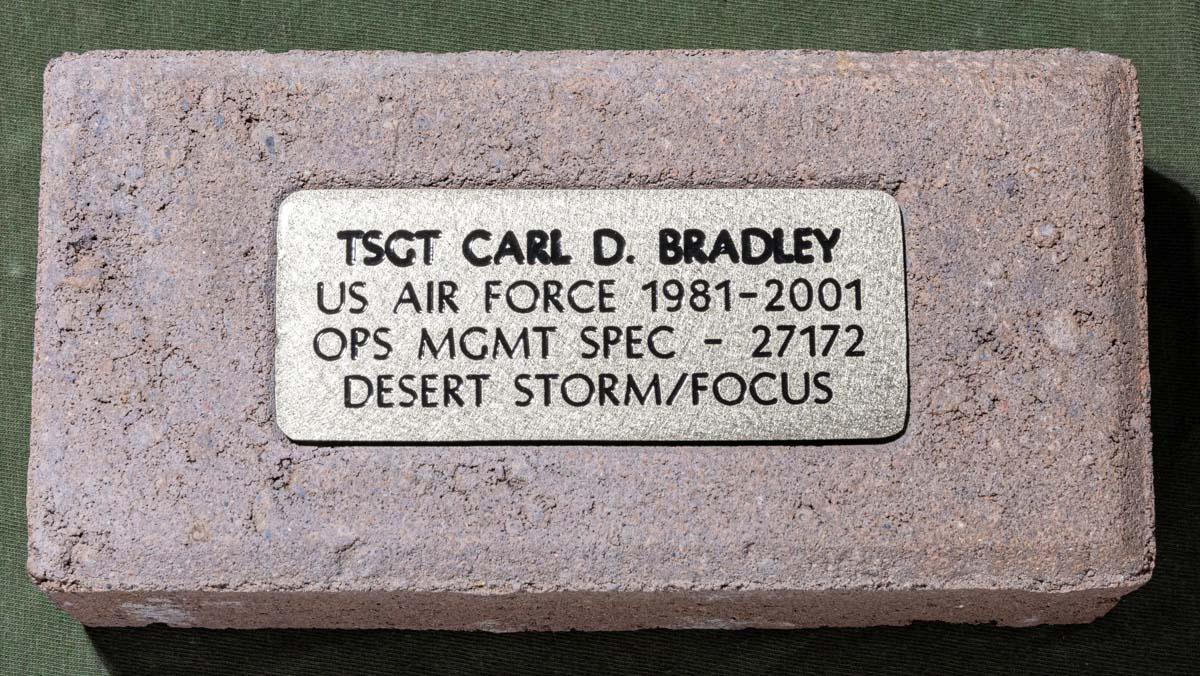 TSGT CARL D. BRADLEY
US AIR FORCE 1981-2001
OPS MGMT SPEC - 27172
DESERT STORM/FOCUS